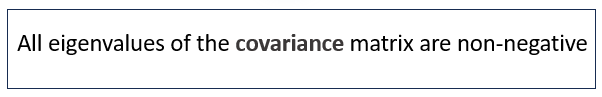 All eigenvalues of the covariance matrix are non-negative